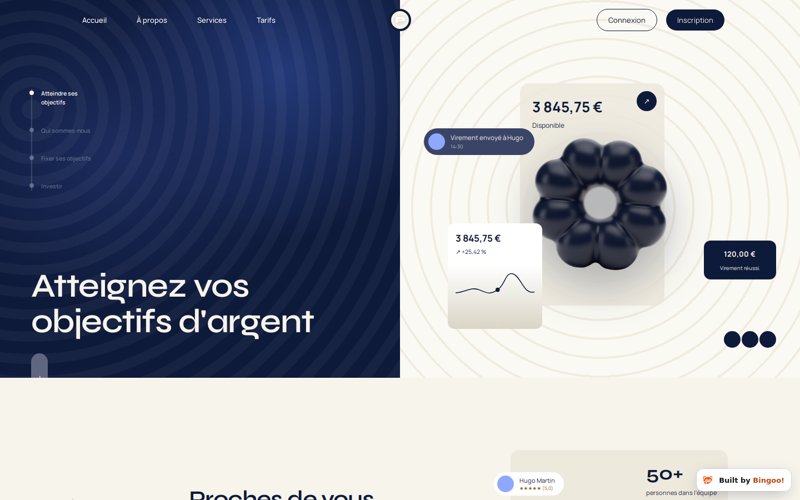 Accueil
À propos
Services
Tarifs
Connexion
Inscription
Atteindre ses
objectifs
Qui sommes-nous
Fixer ses objectifs
Investir
Atteignez vos
objectifs d'argent
3 845,75 €
Disponible
Virement envoyé à Hugo
14:30
3 845,75 €
↗ +25,42 %
120,00 €
Virement réussi
Proches de vous
Hugo Martin
★★★★★ (5,0)
50+
personnes dans l'équipe
Built by Bingoo!